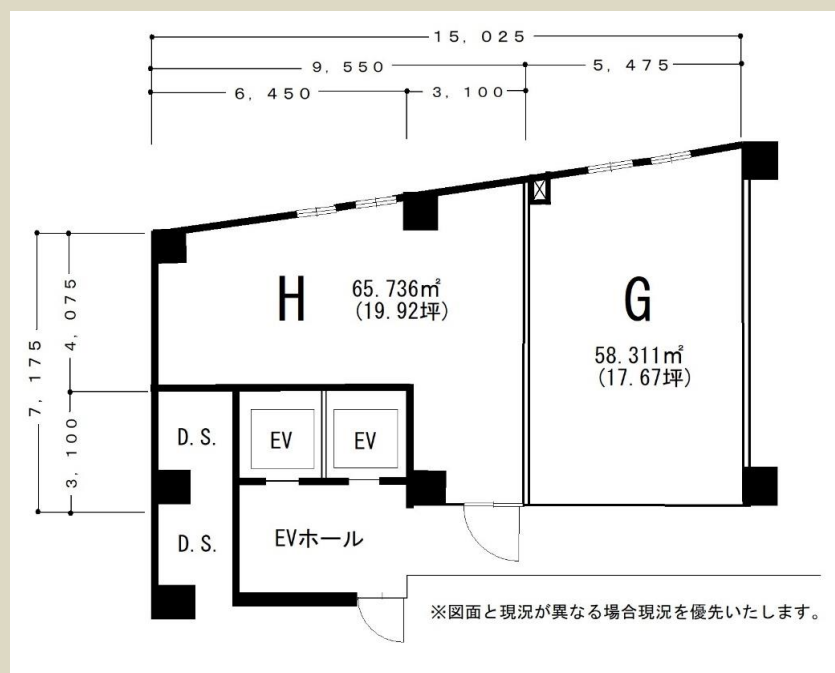 15,025
9,550
5,475
6,450
3,100
4,075
7,175
3,100
H
65.736㎡
(19.92坪)
G
58.311㎡
(17.67坪)
D.S.
EV
EV
D.S.
EVホール
※図面と現況が異なる場合現況を優先いたします。